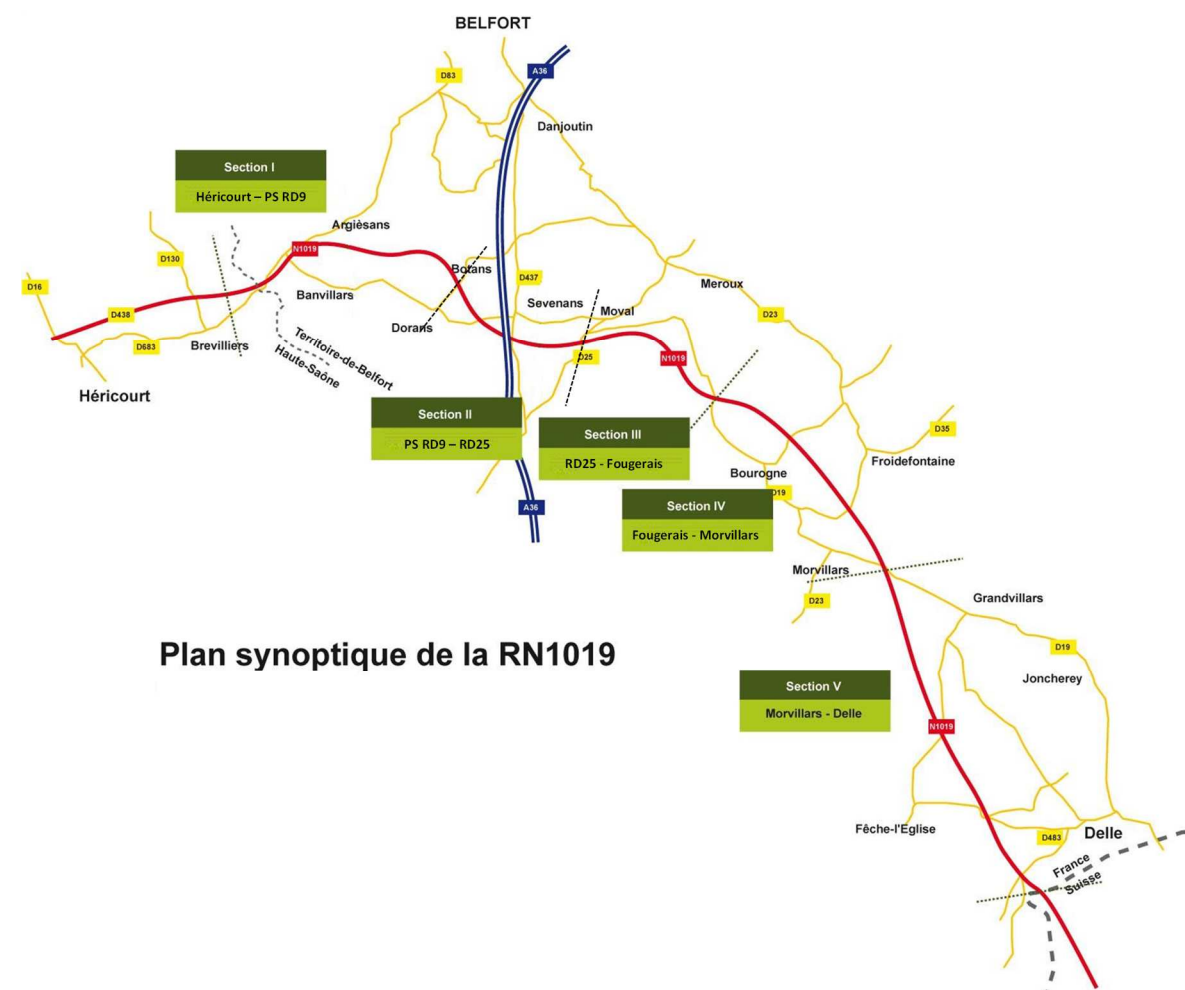 BELFORT
A36
D83
Danjoutin
Section I
Héricourt – PS RD9
Argièsans
N1019
D130
Botans
D437
Meroux
D16
Banvillars
Sevenans
Moval
D438
Dorans
D23
Brevilliers
D683
Territoire-de-Belfort
Haute-Saône
D25
N1019
Héricourt
Section II
PS RD9 – RD25
Section III
RD25 - Fougerais
D35
Froidefontaine
Bourogne
D19
Section IV
Fougerais - Morvillars
A36
Morvillars
D23
Grandvillars
Plan synoptique de la RN1019
D19
Joncherey
Section V
Morvillars - Delle
N1019
Fêche-l'Eglise
D483
Delle
France
Suisse